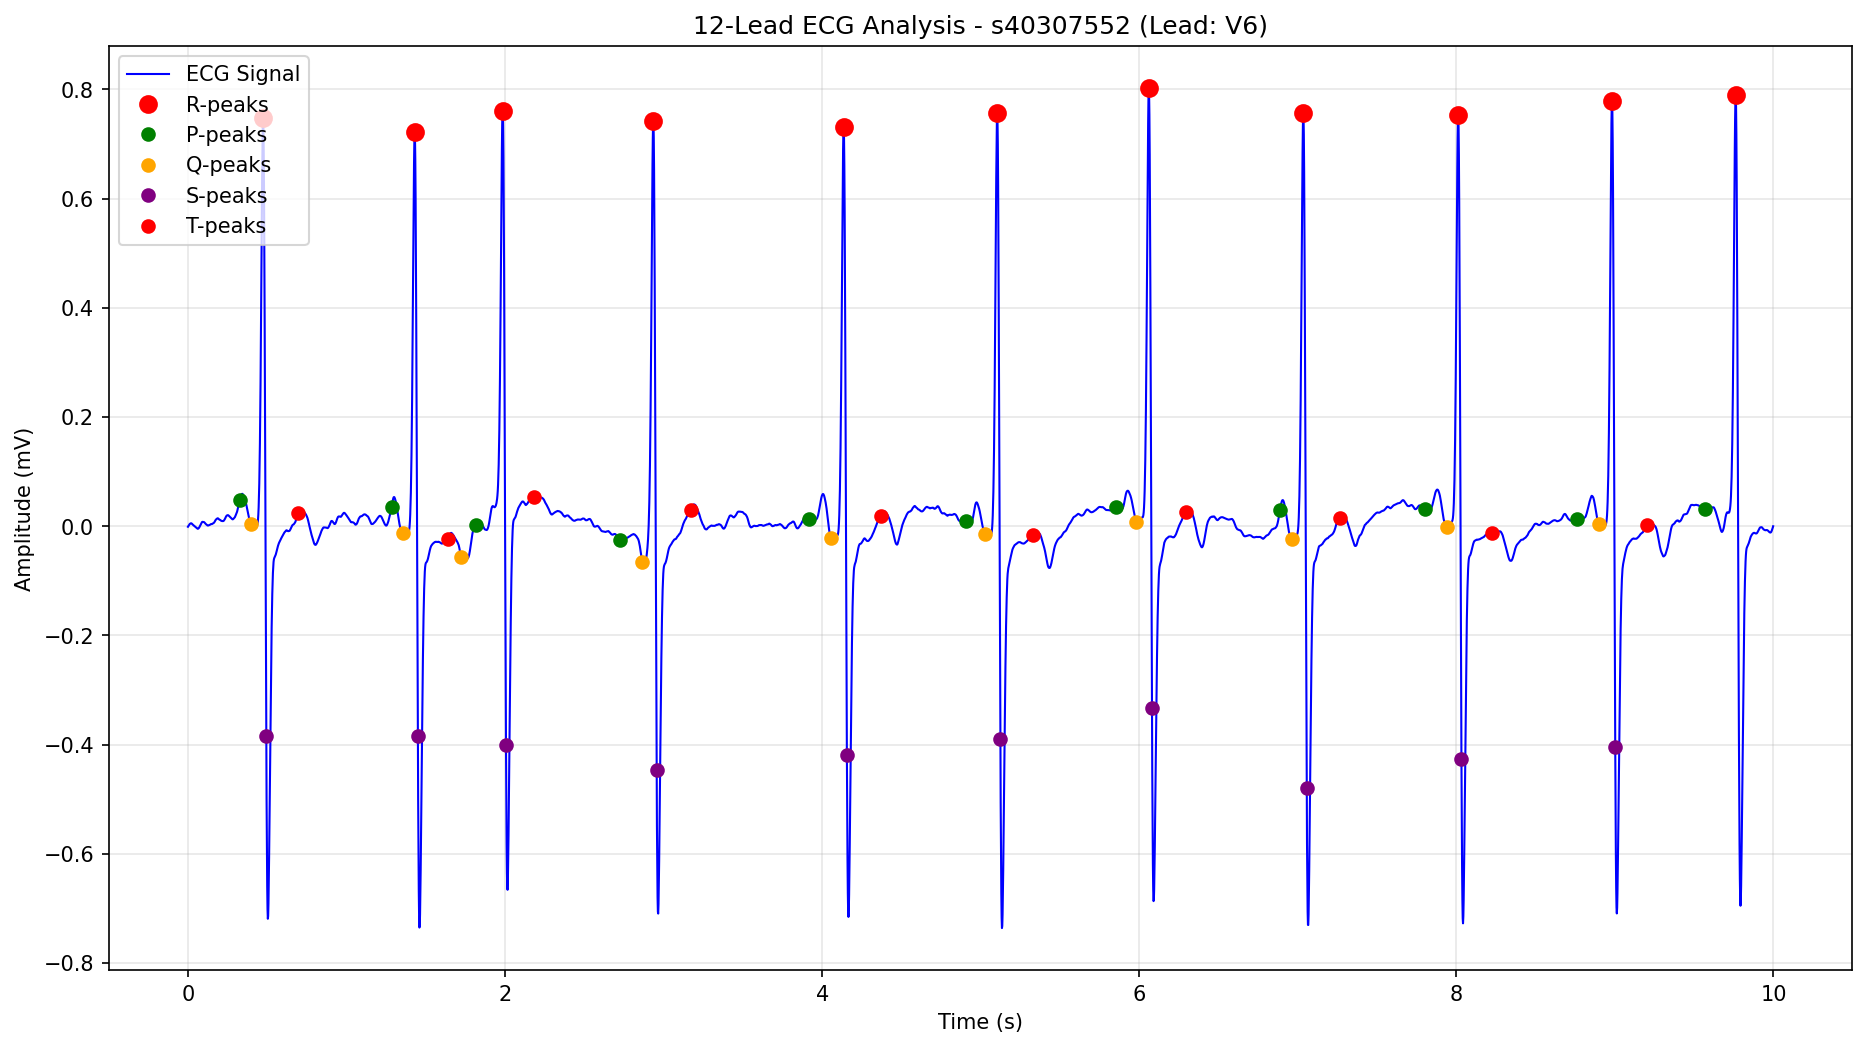 12-Lead ECG Analysis - s40307552 (Lead: V6)
ECG Signal
R-peaks
P-peaks
Q-peaks
S-peaks
T-peaks
0.8
0.6
0.4
0.2
0.0
−0.2
−0.4
−0.6
−0.8
Amplitude (mV)
0 2 4 6 8 10
Time (s)